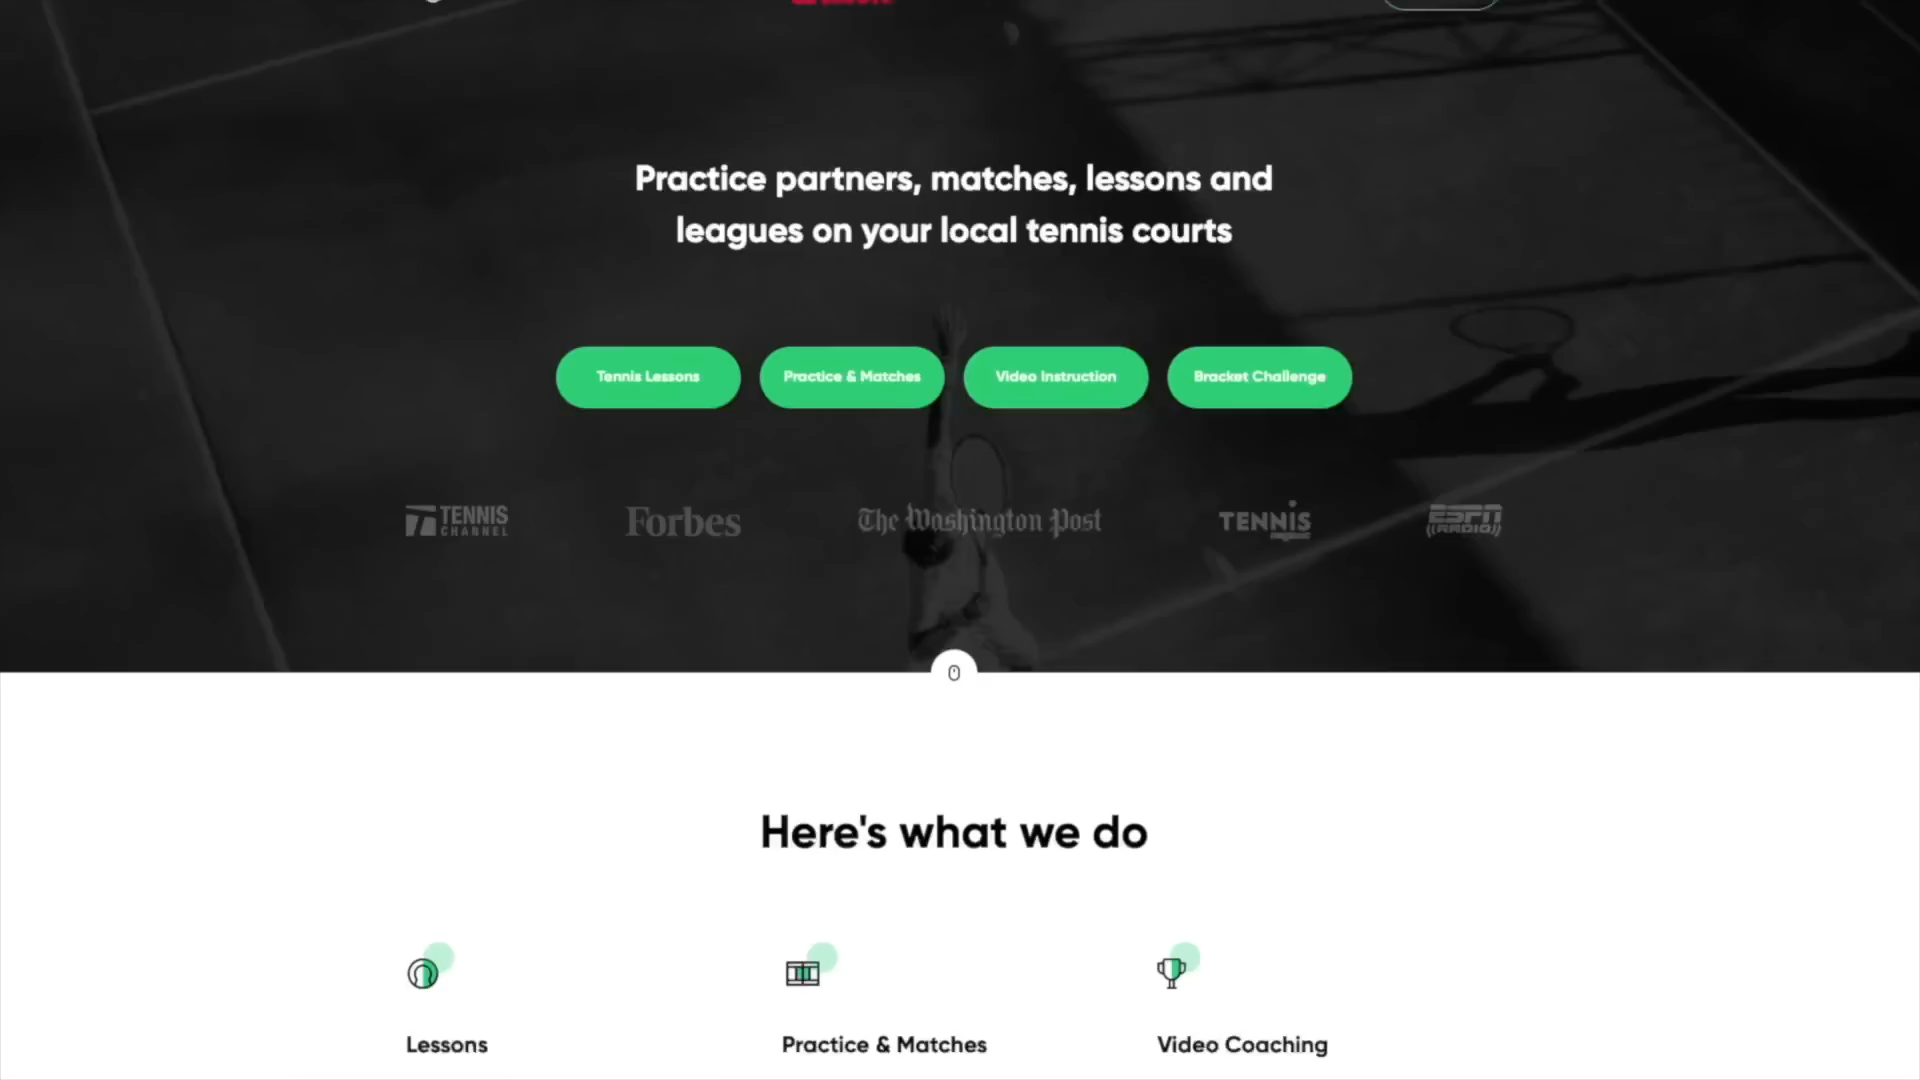 Practice partners, matches, lessons and
leagues on your local tennis courts
Tennis Lessons
Practice & Matches
Video Instruction
Bracket Challenge
TENNIS
CHANNEL
Forbes
The Washington Post
TENNIS
ESPN
RADIO
Here's what we do
Lessons
Practice & Matches
Video Coaching